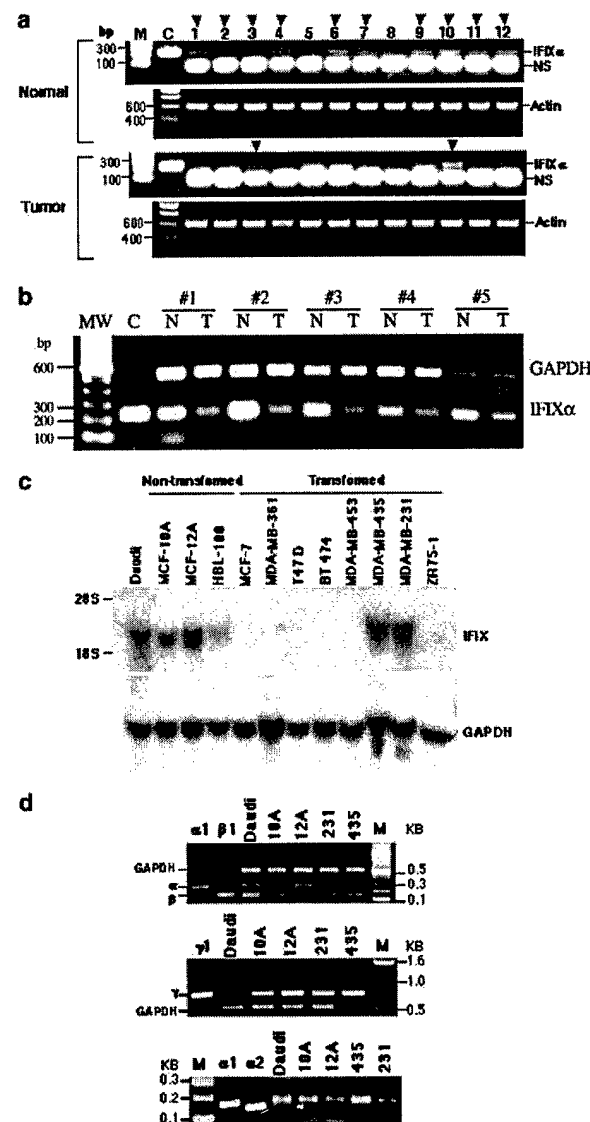 a
bp M C 1 2 3 4 5 6 7 8 9 10 11 12
300
100
IFIXα
NS
Normal
600
400
Actin
300
100
IFIXα
NS
Tumor
600
400
Actin
b
#1 #2 #3 #4 #5
MW C N T N T N T N T N T
bp
600
300
200
100
GAPDH
IFIXα
c
Non-transformed Transformed
Daudi MCF-10A MCF-12A HBL-100 MCF-7 MDA-MB-361 T47D BT 474 MDA-MB-453 MDA-MB-435 MDA-MB-231 ZR75-1
28S
18S
IFIX
GAPDH
d
α1 β1 Daudi 10A 12A 231 435 M KB
GAPDH
α
β
0.5
0.3
0.1
γ1 Daudi 10A 12A 231 435 M KB
γ
GAPDH
1.6
1.0
0.5
KB M α1 α2 Daudi 10A 12A 435 231
0.3
0.2
0.1